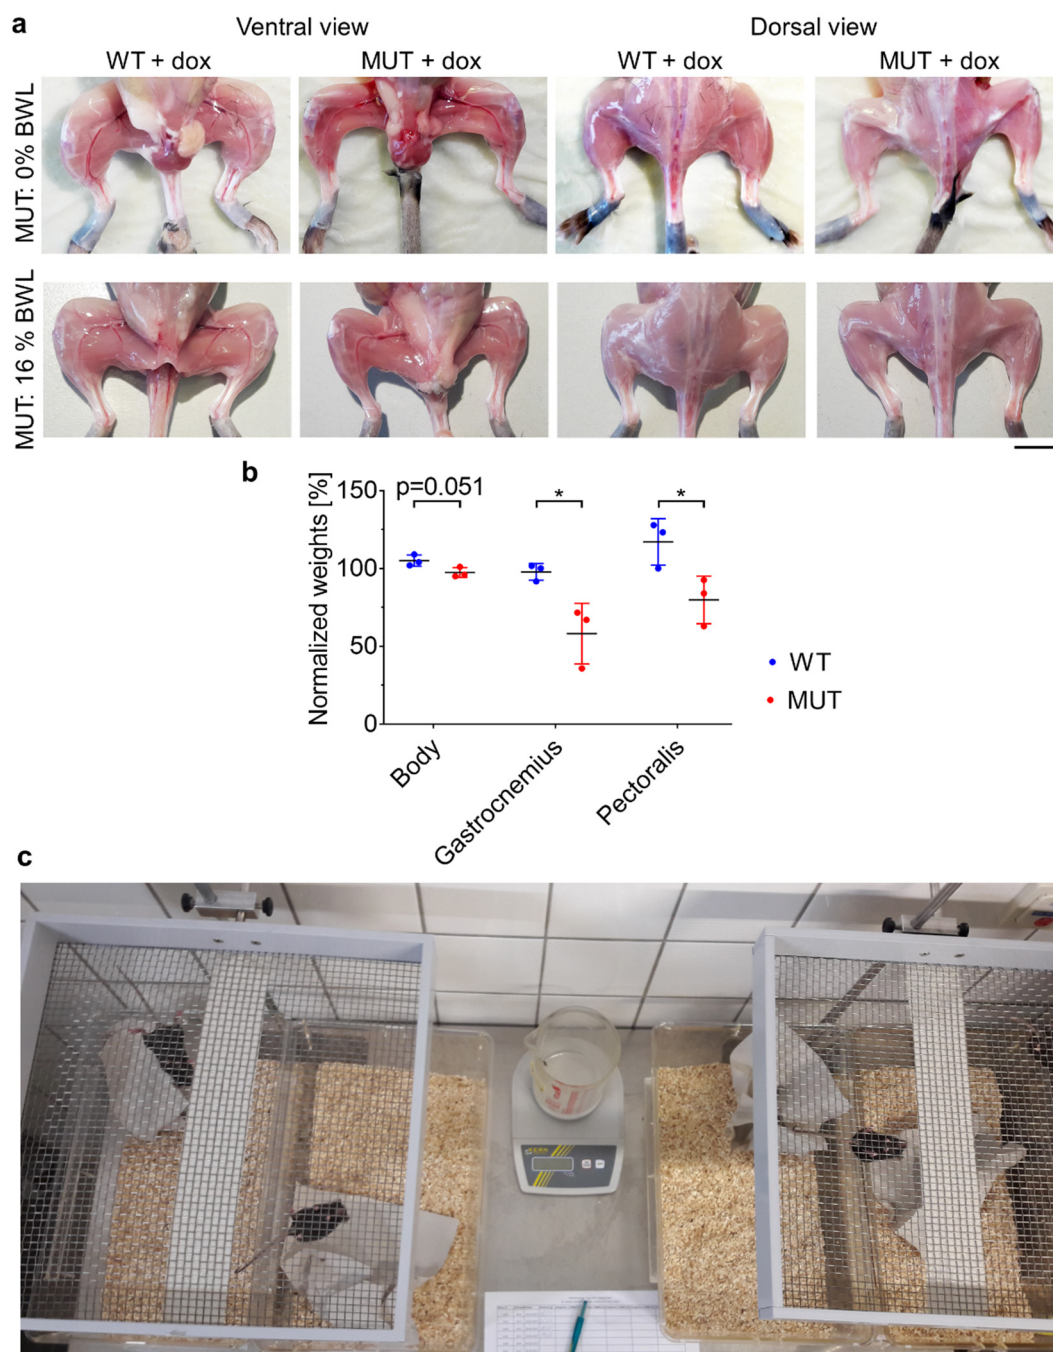 a
Ventral view
Dorsal view
WT + dox
MUT + dox
WT + dox
MUT + dox
MUT: 0% BWL
MUT: 16 % BWL
b
Normalized weights [%]
150
100
50
0
p=0.051
*
*
Body
Gastrocnemius
Pectoralis
WT
MUT
c
KERN